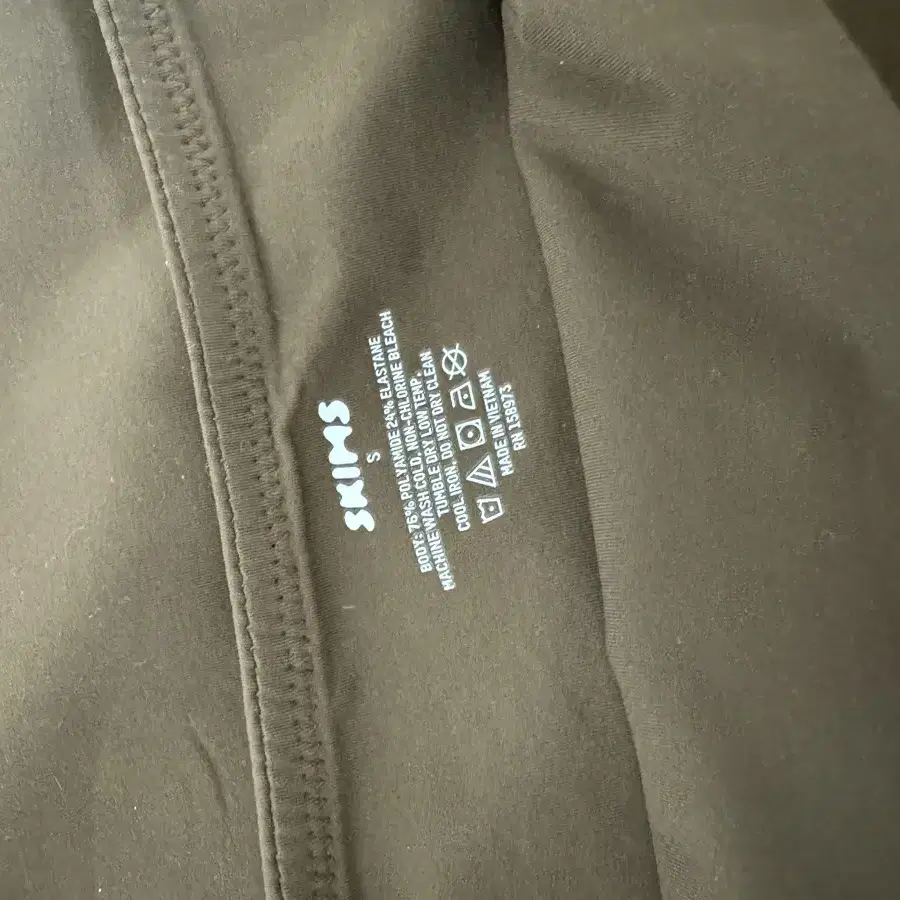 SKIMS
S
BODY: 76% POLYAMIDE 24% ELASTANE
MACHINE WASH COLD, NON-CHLORINE BLEACH
TUMBLE DRY LOW TEMP.
COOL IRON, DO NOT DRY CLEAN
MADE IN VIETNAM
RN 158973